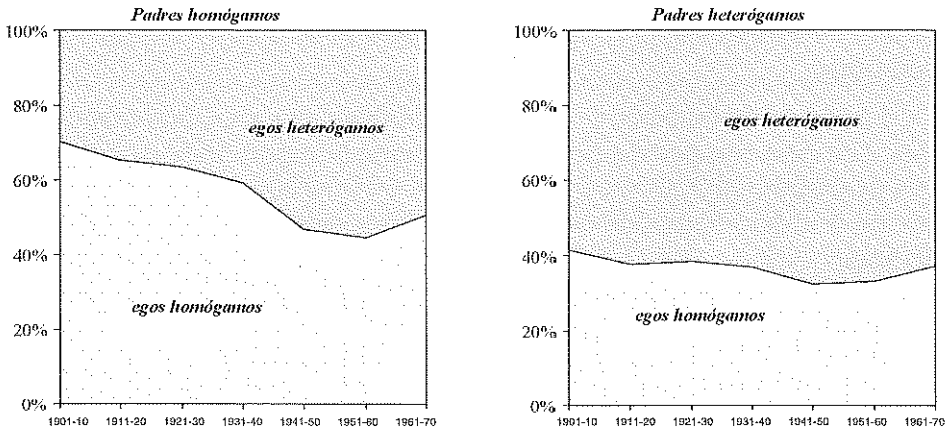 Padres homógamos
100%
80%
60%
40%
20%
0%
egos heterógamos
egos homógamos
1901-10 1911-20 1921-30 1931-40 1941-50 1951-60 1961-70
Padres heterógamos
100%
80%
60%
40%
20%
0%
egos heterógamos
egos homógamos
1901-10 1911-20 1921-30 1931-40 1941-50 1951-60 1961-70